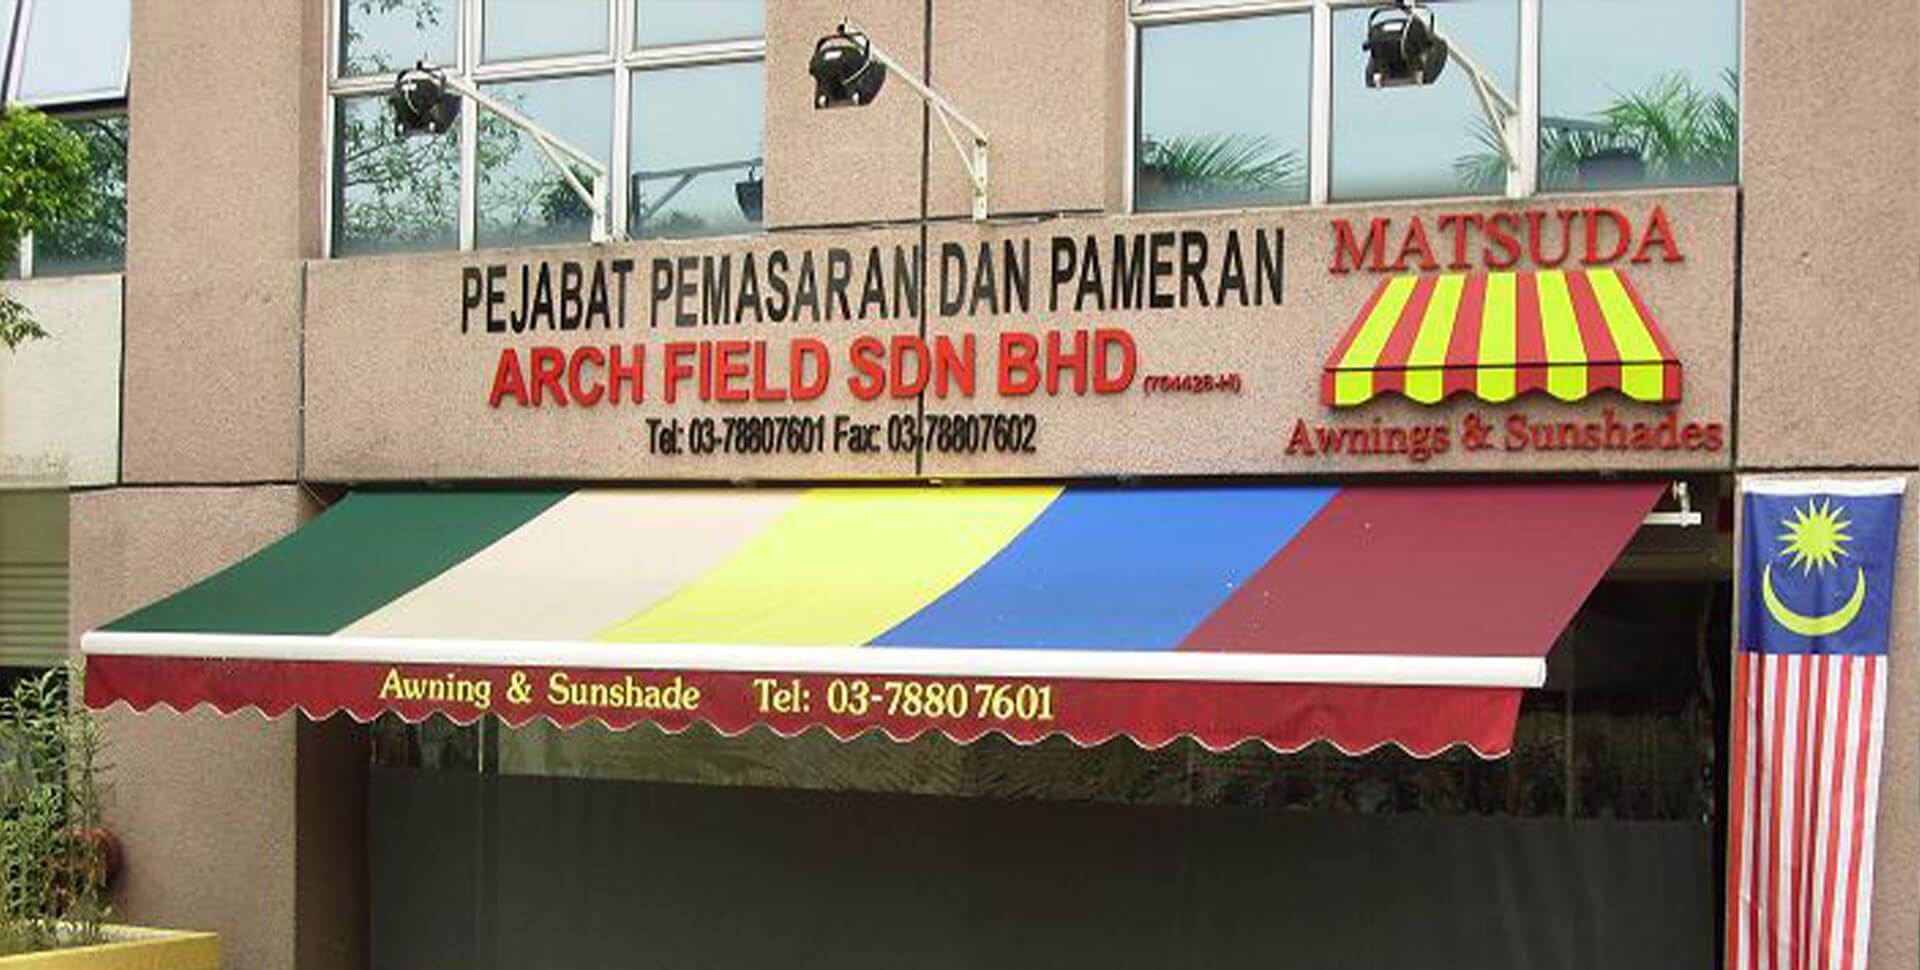 PEJABAT PEMASARAN DAN PAMERAN
ARCH FIELD SDN BHD (704428-H)
Tel: 03-78807601 Fax: 03-78807602
MATSUDA
Awnings & Sunshades
Awning & Sunshade Tel: 03-7880 7601